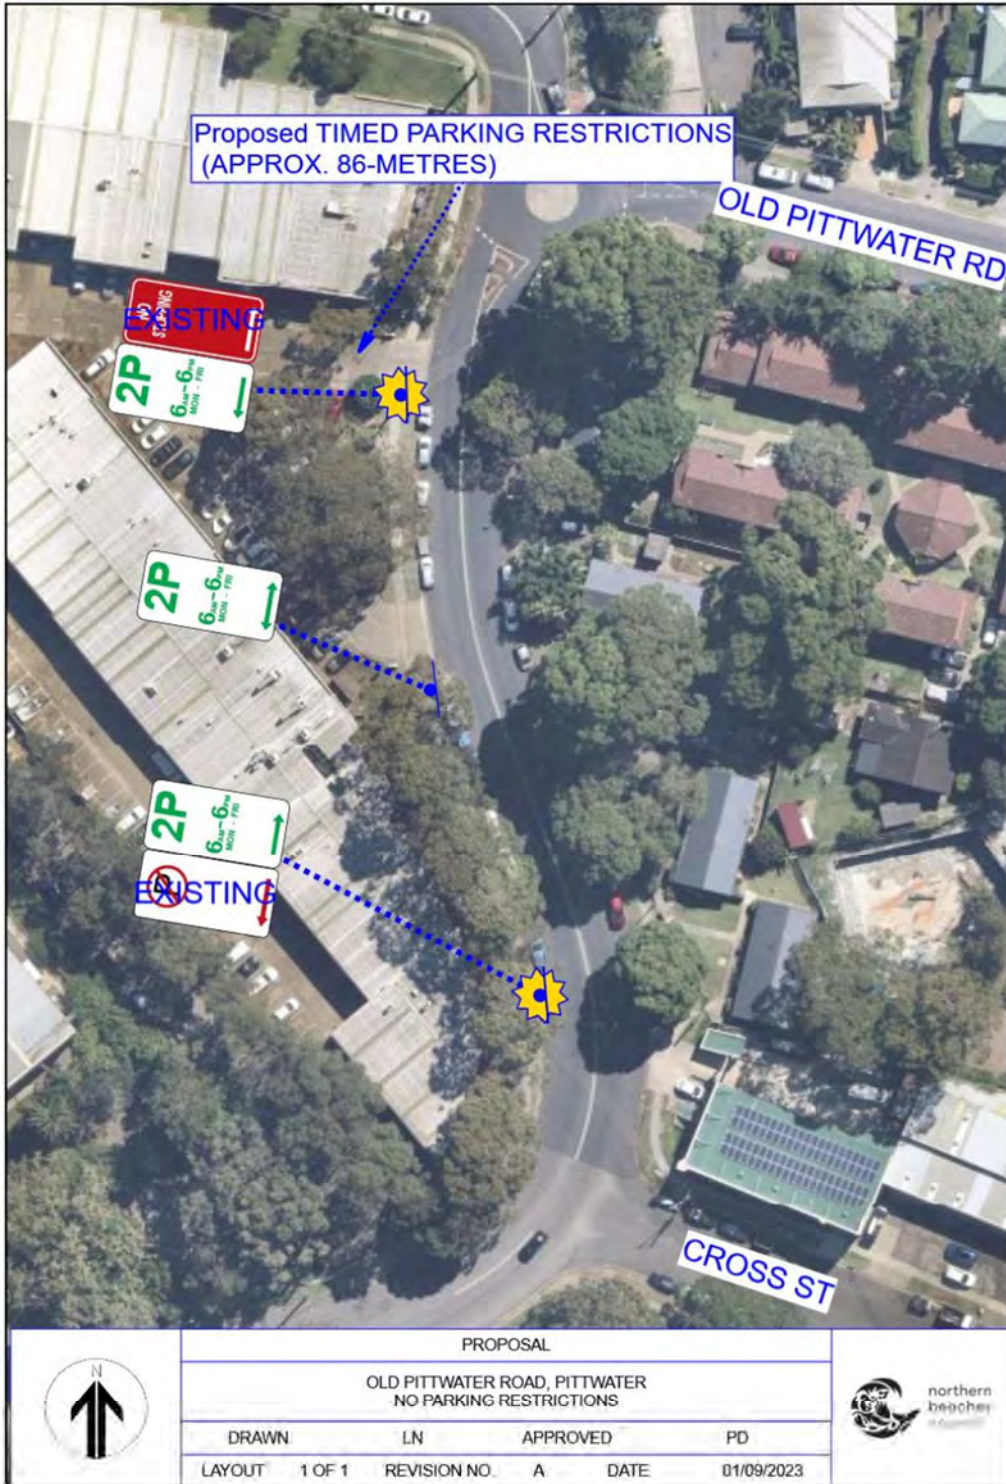 Proposed TIMED PARKING RESTRICTIONS
(APPROX. 86-METRES)
OLD PITTWATER RD
NO
STOPPING
EXISTING
2P
6AM-6PM
MON - FRI
2P
6AM-6PM
MON - FRI
2P
6AM-6PM
MON - FRI
P
EXISTING
CROSS ST
PROPOSAL
OLD PITTWATER ROAD, PITTWATER
NO PARKING RESTRICTIONS
DRAWN LN APPROVED PD
LAYOUT 1 OF 1 REVISION NO. A DATE 01/09/2023
N
northern
beaches